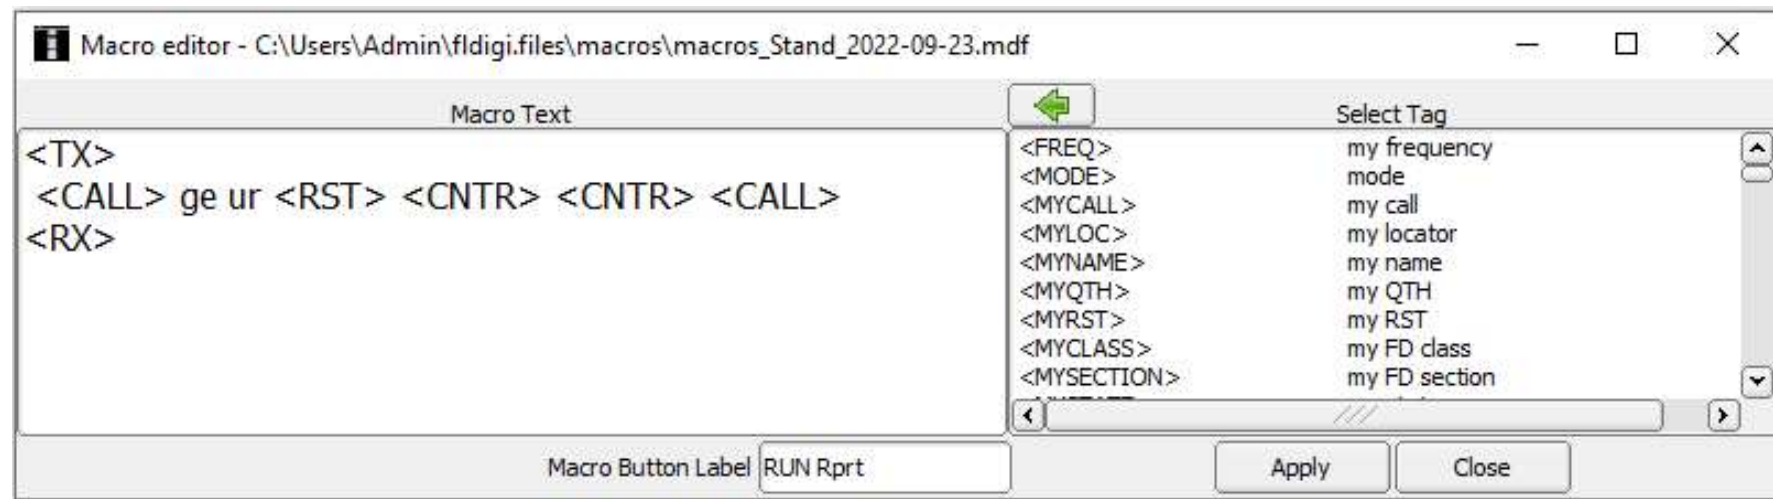 Macro editor - C:\Users\Admin\fldigi.files\macros\macros_Stand_2022-09-23.mdf
Macro Text
<TX>
<CALL> ge ur <RST> <CNTR> <CNTR> <CALL>
<RX>
Select Tag
<FREQ> my frequency
<MODE> mode
<MYCALL> my call
<MYLOC> my locator
<MYNAME> my name
<MYQTH> my QTH
<MYRST> my RST
<MYCLASS> my FD class
<MYSECTION> my FD section
Macro Button Label RUN Rprt
Apply Close